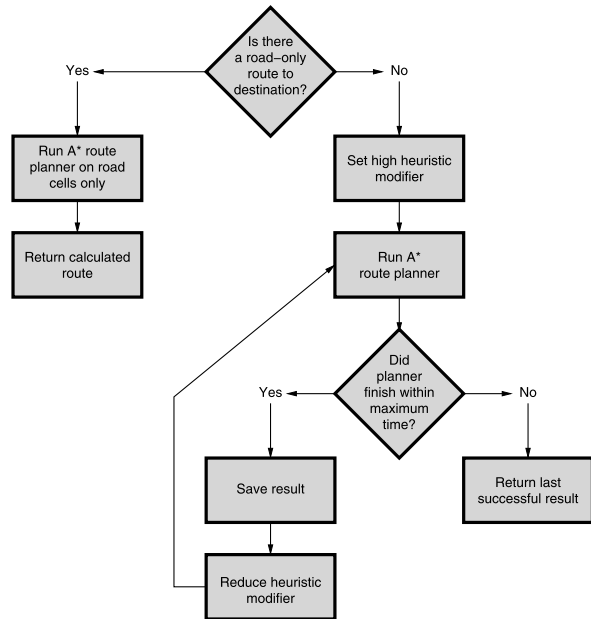 Is there
a road–only
route to
destination?
Yes
No
Run A* route
planner on road
cells only
Set high heuristic
modifier
Return calculated
route
Run A*
route planner
Did
planner
finish within
maximum
time?
Yes
No
Save result
Return last
successful result
Reduce heuristic
modifier